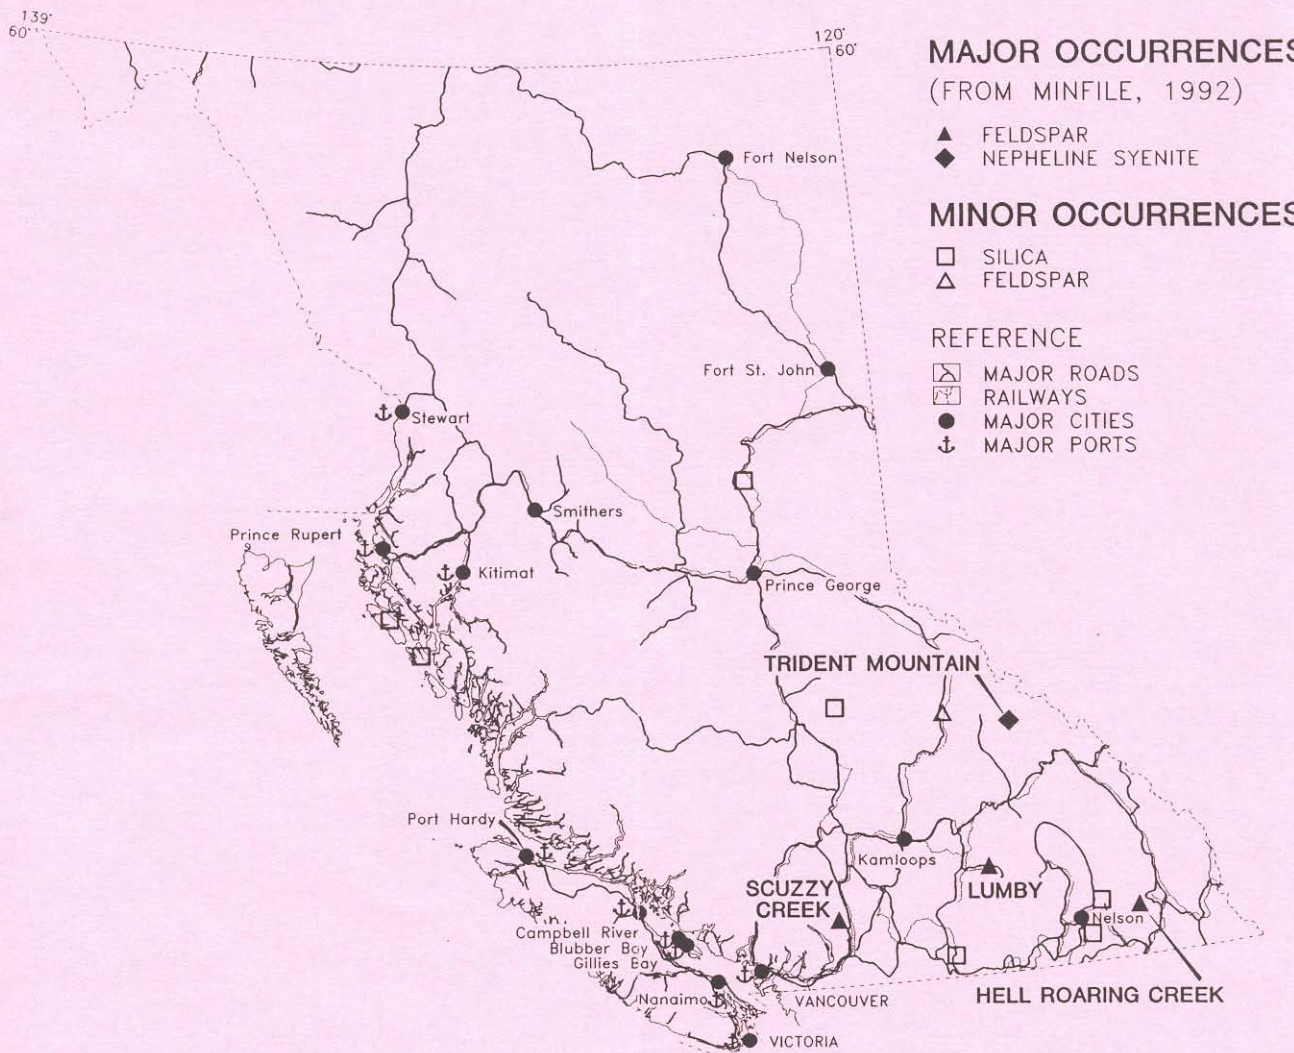 139°
60°
120°
60°
MAJOR OCCURRENCES
(FROM MINFILE, 1992)
FELDSPAR
NEPHELINE SYENITE
MINOR OCCURRENCES
SILICA
FELDSPAR
REFERENCE
MAJOR ROADS
RAILWAYS
MAJOR CITIES
MAJOR PORTS
Fort Nelson
Fort St. John
Stewart
Smithers
Prince Rupert
Kitimat
Prince George
TRIDENT MOUNTAIN
Port Hardy
Kamloops
SCUZZY
CREEK
LUMBY
Nelson
Campbell River
Blubber Bay
Gillies Bay
HELL ROARING CREEK
Nanaimo
VANCOUVER
VICTORIA